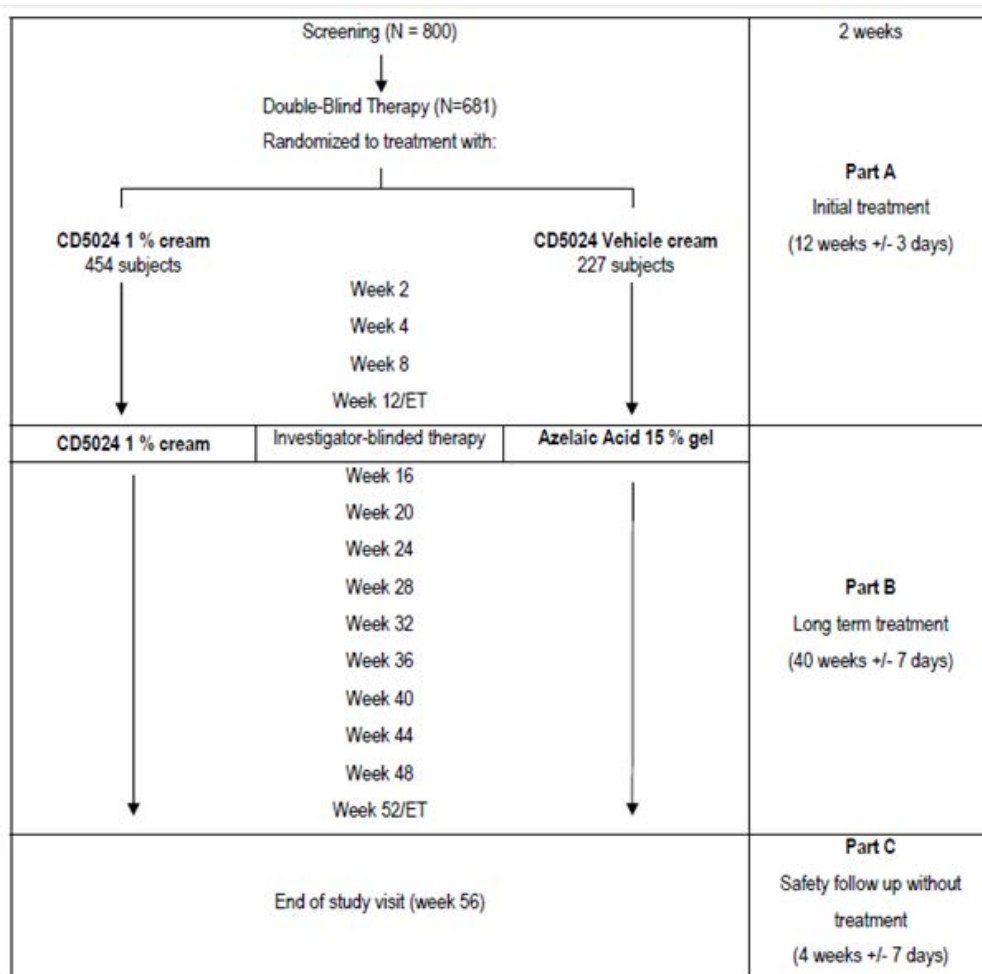 Screening (N = 800)
2 weeks
Double-Blind Therapy (N=681)
Randomized to treatment with:
Part A
Initial treatment
(12 weeks +/- 3 days)
CD5024 1 % cream
454 subjects
CD5024 Vehicle cream
227 subjects
Week 2
Week 4
Week 8
Week 12/ET
CD5024 1 % cream
Investigator-blinded therapy
Azelaic Acid 15 % gel
Week 16
Week 20
Week 24
Week 28
Week 32
Week 36
Week 40
Week 44
Week 48
Week 52/ET
Part B
Long term treatment
(40 weeks +/- 7 days)
End of study visit (week 56)
Part C
Safety follow up without
treatment
(4 weeks +/- 7 days)